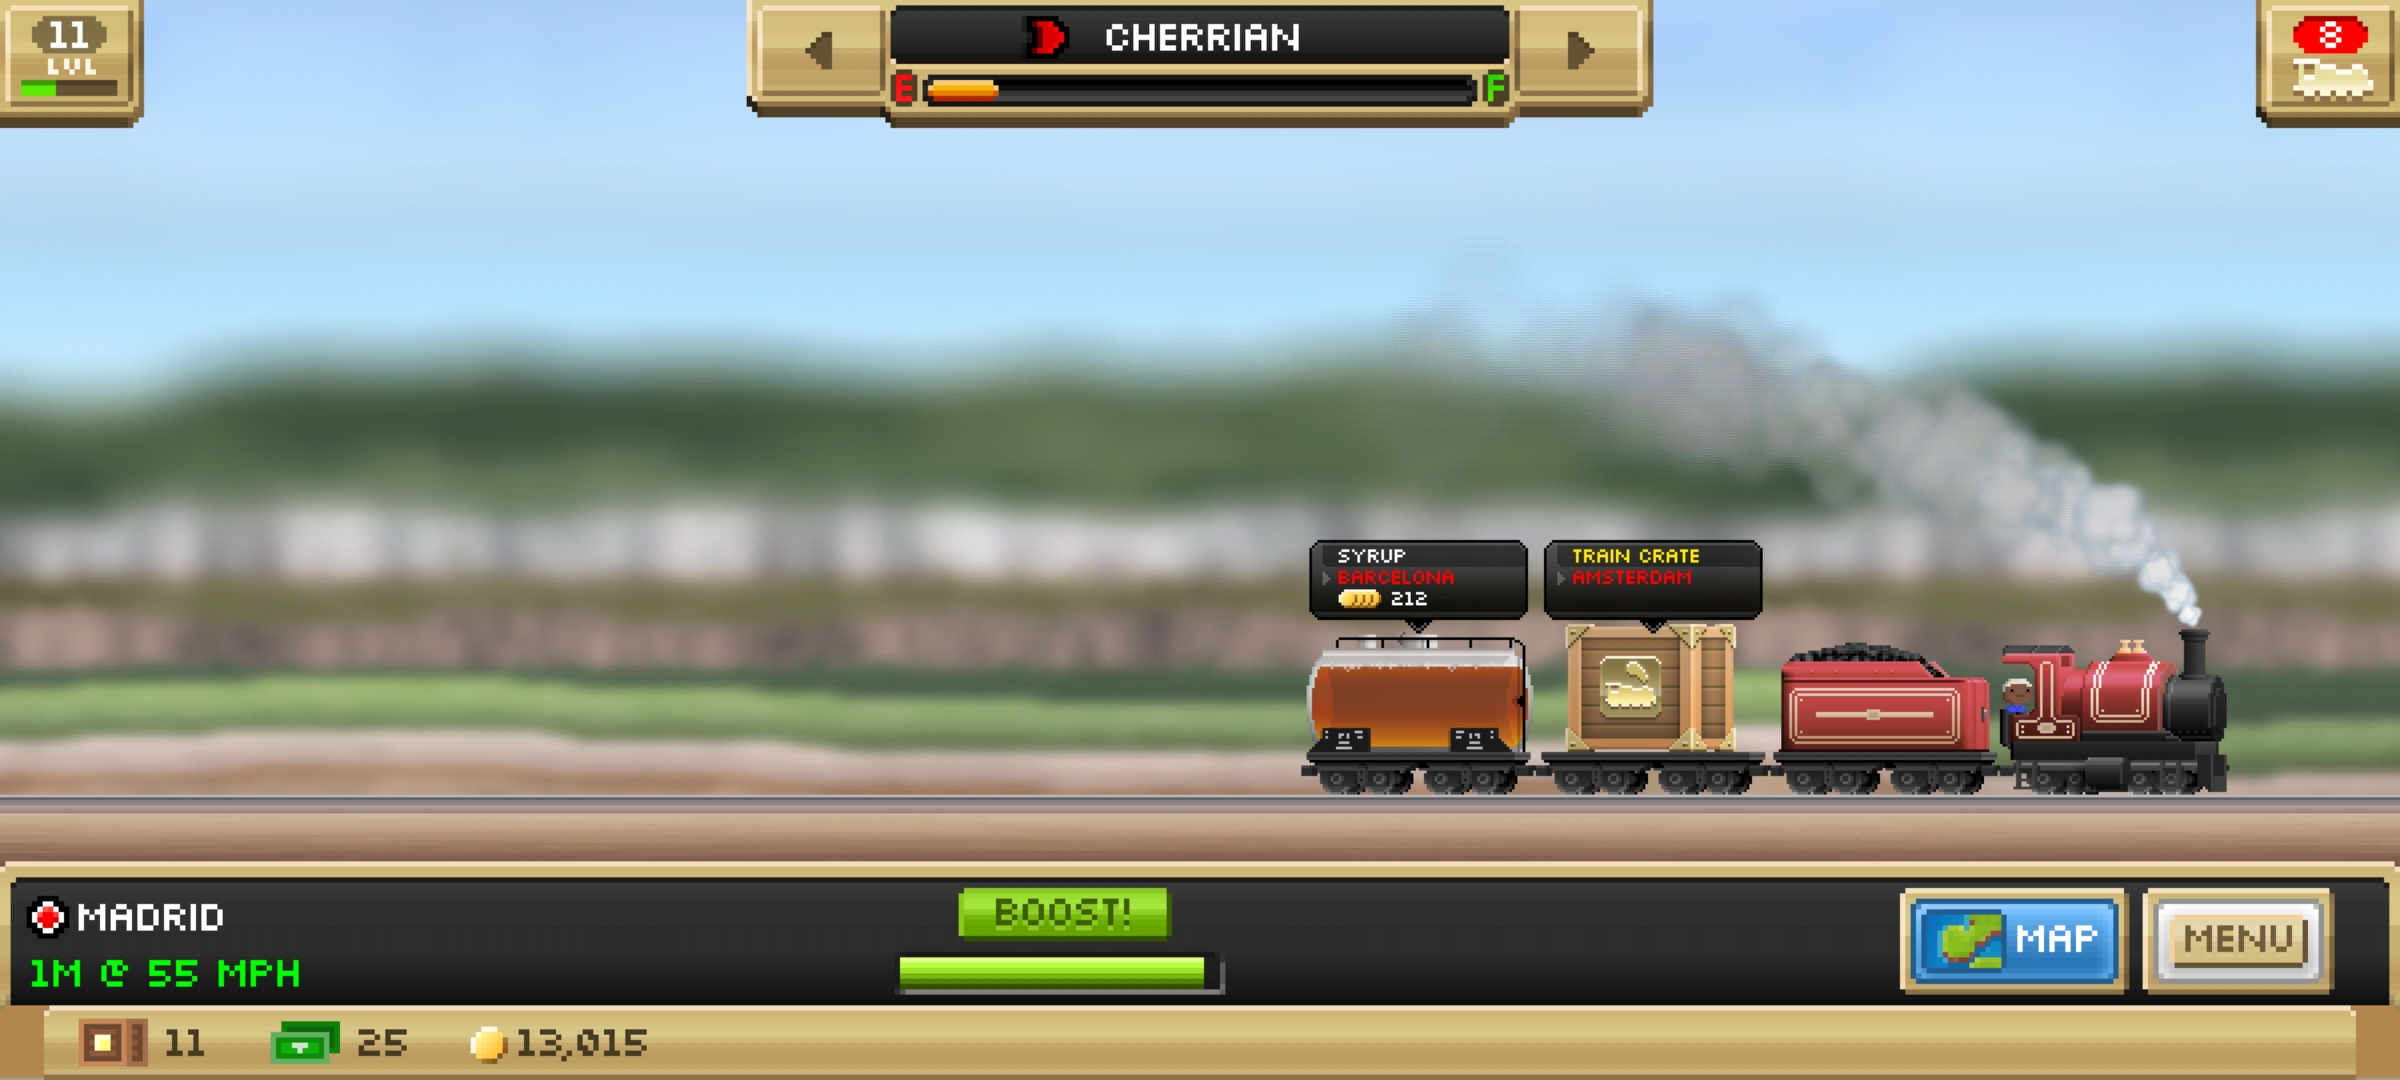 11
LVL
CHERRIAN
E
F
8
SYRUP
BARCELONA
212
TRAIN CRATE
AMSTERDAM
MADRID
1M @ 55 MPH
BOOST!
MAP
MENU
11
25
13,015